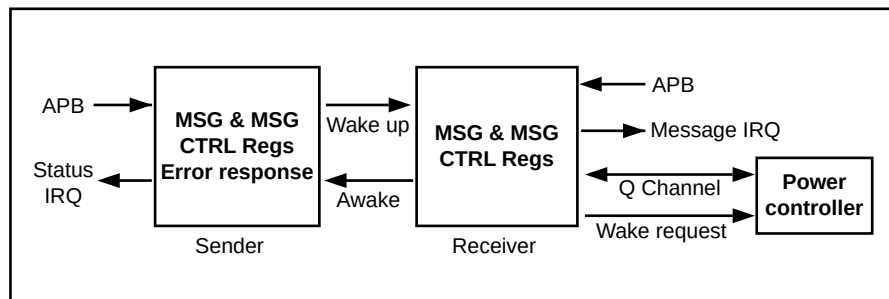 APB
Status
IRQ
MSG & MSG
CTRL Regs
Error response
Sender
Wake up
Awake
MSG & MSG
CTRL Regs
Receiver
APB
Message IRQ
Q Channel
Wake request
Power
controller